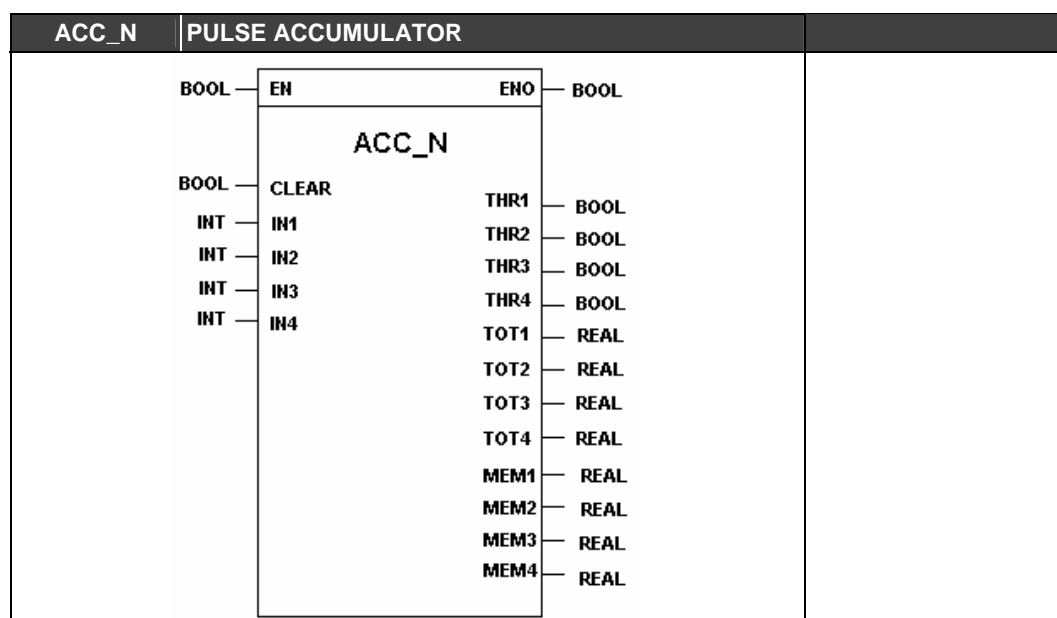 ACC_N PULSE ACCUMULATOR
BOOL EN ENO BOOL
ACC_N
BOOL CLEAR
THR1 BOOL
INT IN1
THR2 BOOL
INT IN2
THR3 BOOL
INT IN3
THR4 BOOL
INT IN4
TOT1 REAL
TOT2 REAL
TOT3 REAL
TOT4 REAL
MEM1 REAL
MEM2 REAL
MEM3 REAL
MEM4 REAL